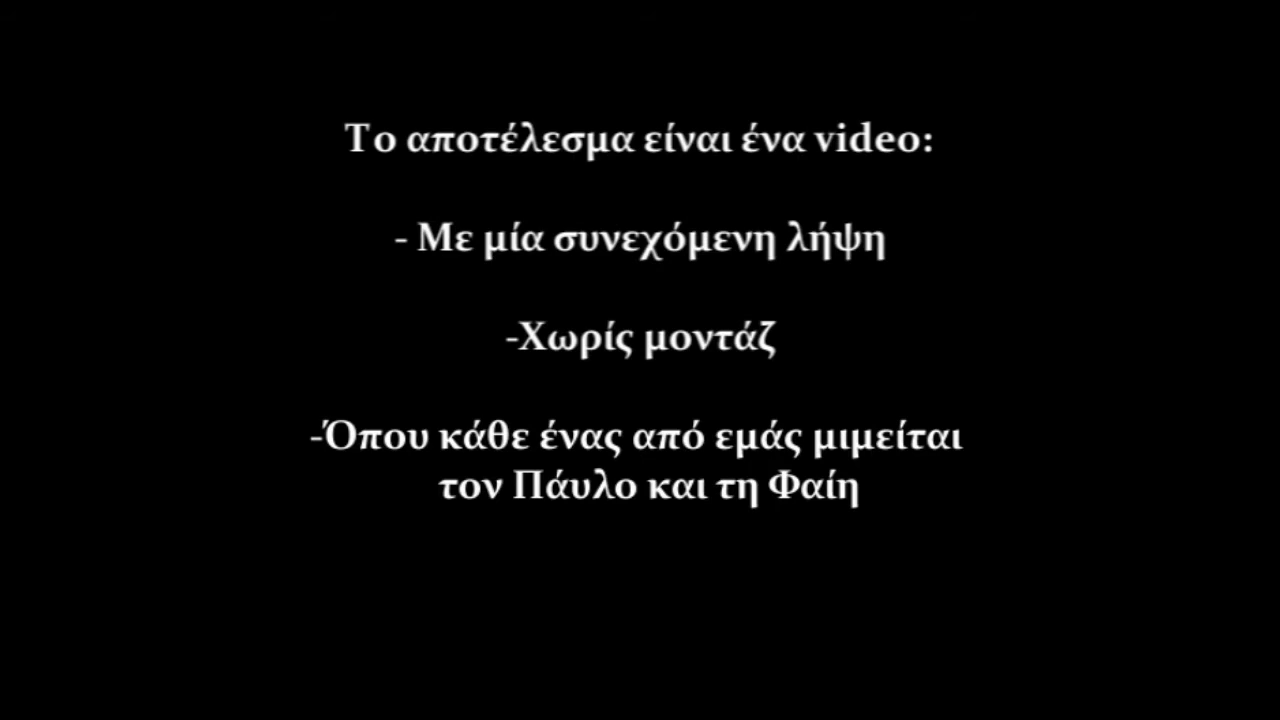 Το αποτέλεσμα είναι ένα video:
- Με μία συνεχόμενη λήψη
-Χωρίς μοντάζ
-Όπου κάθε ένας από εμάς μιμείται
τον Πάυλο και τη Φαίη